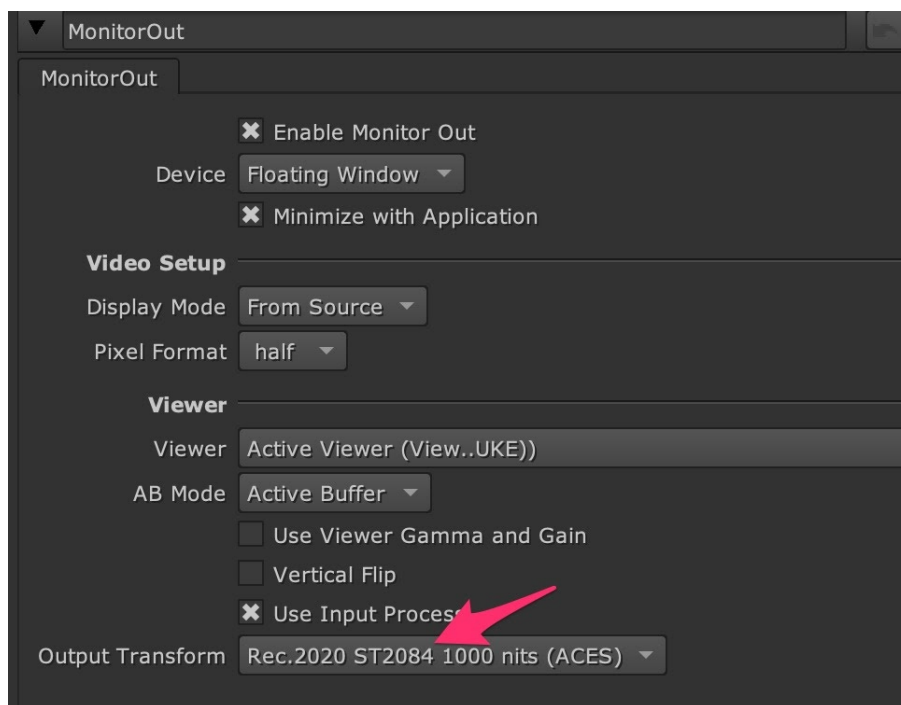 MonitorOut
MonitorOut
Enable Monitor Out
Device Floating Window
Minimize with Application
Video Setup
Display Mode From Source
Pixel Format half
Viewer
Viewer Active Viewer (View..UKE))
AB Mode Active Buffer
Use Viewer Gamma and Gain
Vertical Flip
Use Input Process
Output Transform Rec.2020 ST2084 1000 nits (ACES)